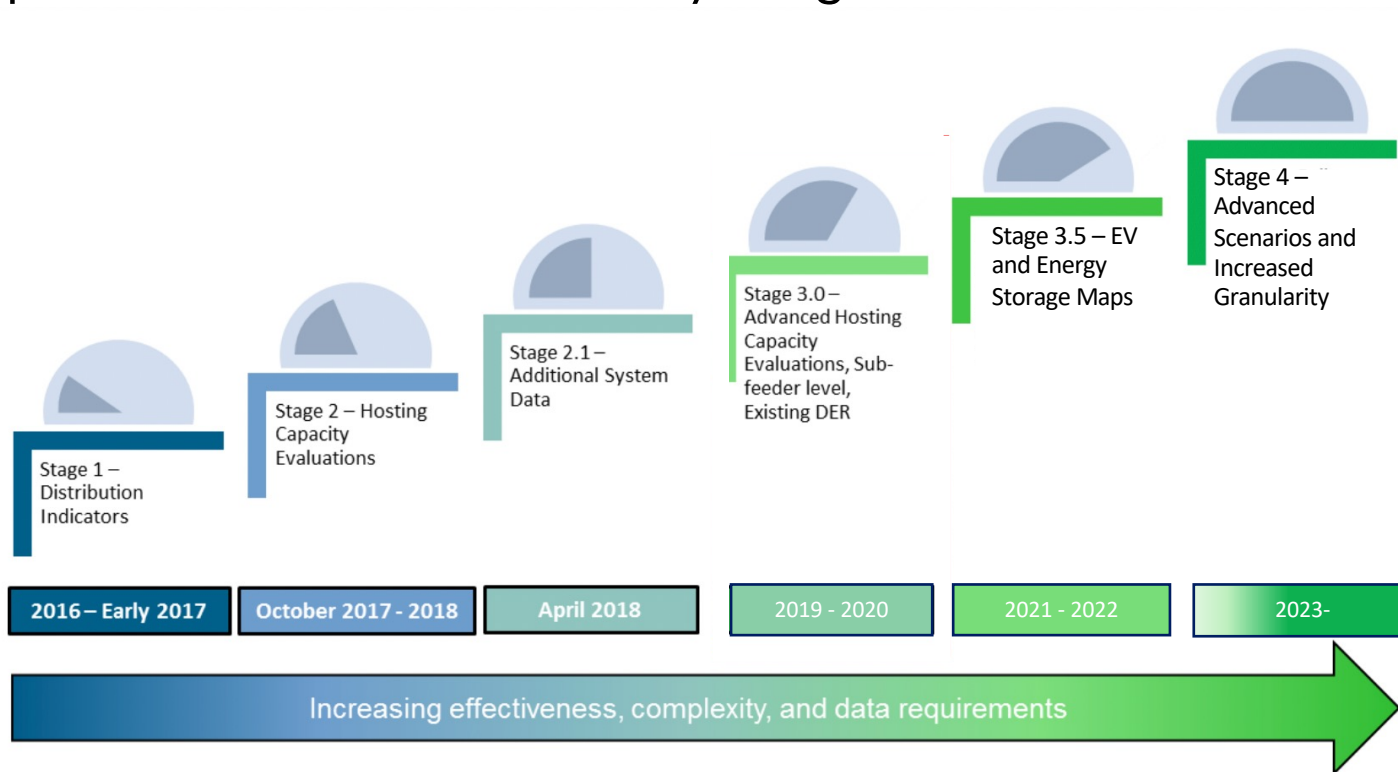 Stage 1 –
Distribution
Indicators
Stage 2 – Hosting
Capacity
Evaluations
Stage 2.1 –
Additional System
Data
Stage 3.0 –
Advanced Hosting
Capacity
Evaluations, Sub-
feeder level,
Existing DER
Stage 3.5 – EV
and Energy
Storage Maps
Stage 4 –
Advanced
Scenarios and
Increased
Granularity
2016 – Early 2017
October 2017 - 2018
April 2018
2019 - 2020
2021 - 2022
2023-
Increasing effectiveness, complexity, and data requirements